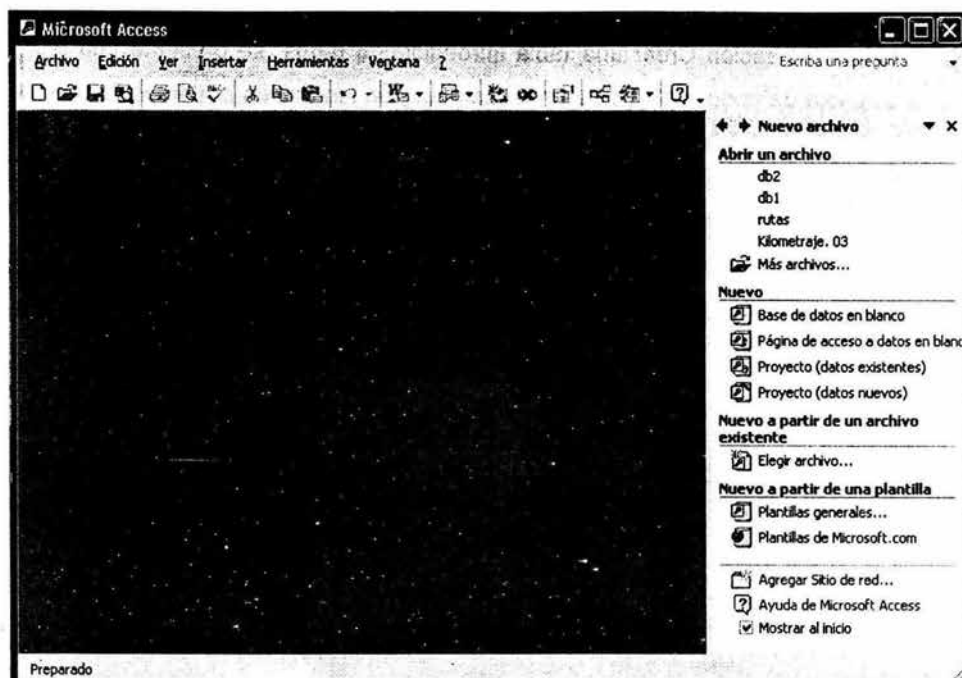 Microsoft Access
Archivo Edición Ver Insertar Herramientas Ventana ?
Escriba una pregunta
Nuevo archivo
Abrir un archivo
db2
db1
rutas
Kilometraje. 03
Más archivos...
Nuevo
Base de datos en blanco
Página de acceso a datos en blanc
Proyecto (datos existentes)
Proyecto (datos nuevos)
Nuevo a partir de un archivo
existente
Elegir archivo...
Nuevo a partir de una plantilla
Plantillas generales...
Plantillas de Microsoft.com
Agregar Sitio de red...
Ayuda de Microsoft Access
Mostrar al inicio
Preparado